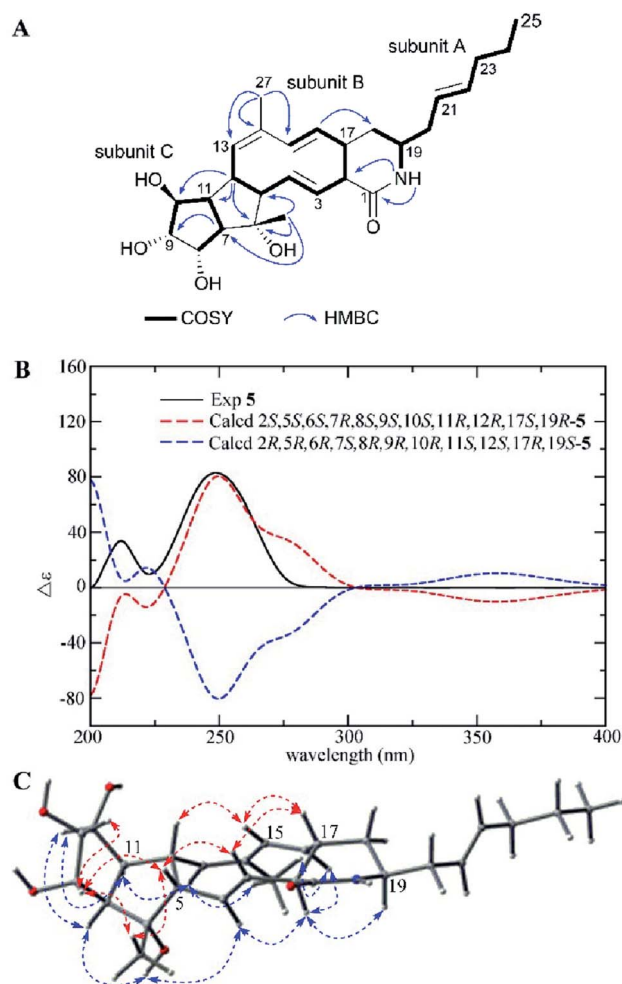 A
25
subunit A
23
27
subunit B
21
17
13
19
subunit C
HO
11
3
1
NH
O
HO
9
7
OH
OH
COSY HMBC
B
160
Exp 5
120
Calcd 2S,5S,6S,7R,8S,9S,10S,11R,12R,17S,19R-5
Calcd 2R,5R,6R,7S,8R,9R,10R,11S,12S,17R,19S-5
80
40
Δε
0
-40
-80
200 250 300 350 400
wavelength (nm)
C
15
17
11
5
19